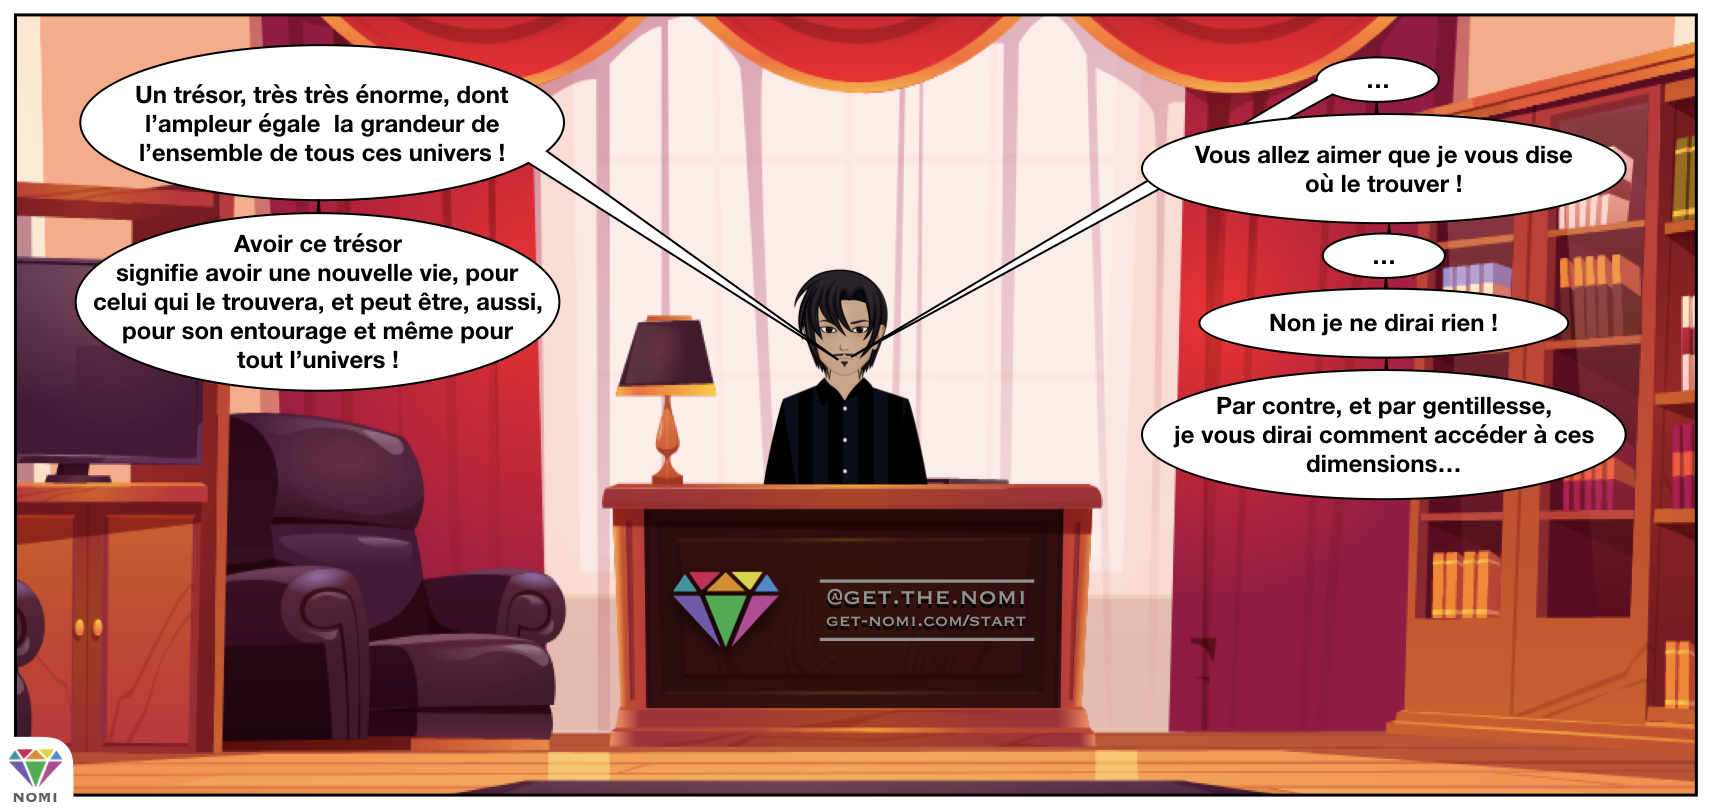 Un trésor, très très énorme, dont
l’ampleur égale  la grandeur de
l’ensemble de tous ces univers !
Avoir ce trésor
signifie avoir une nouvelle vie, pour
celui qui le trouvera, et peut être, aussi,
pour son entourage et même pour
tout l’univers !
...
Vous allez aimer que je vous dise
où le trouver !
...
Non je ne dirai rien !
Par contre, et par gentillesse,
je vous dirai comment accéder à ces
dimensions…
@GET.THE.NOMI
GET-NOMI.COM/START
NOMI